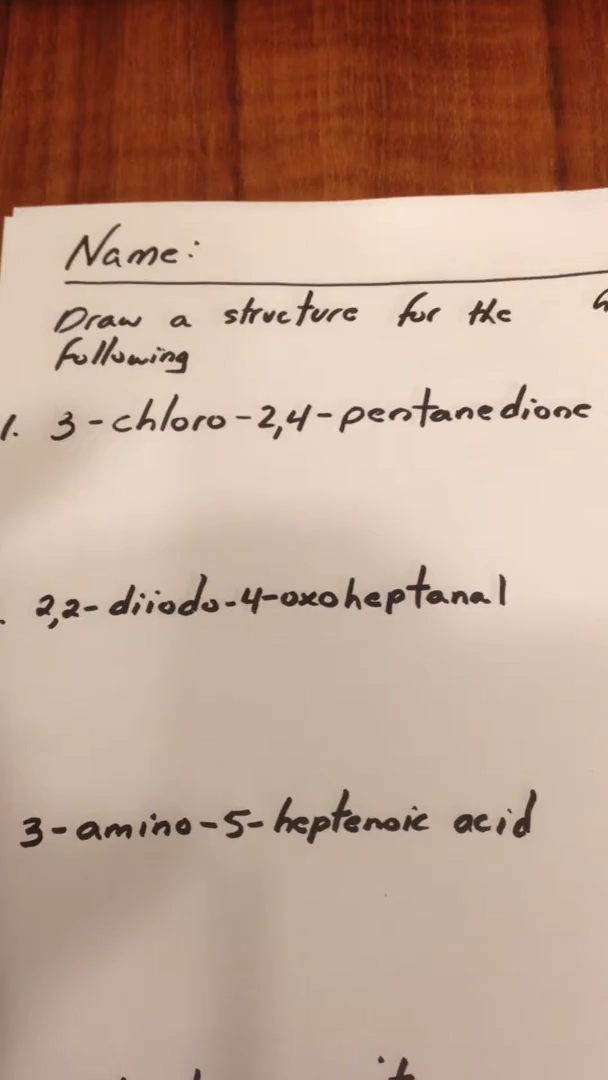 Name:
Draw a structure for the
following
1. 3-chloro-2,4-pentanedione
2,2-diiodo-4-oxoheptanal
3-amino-5-heptenoic acid